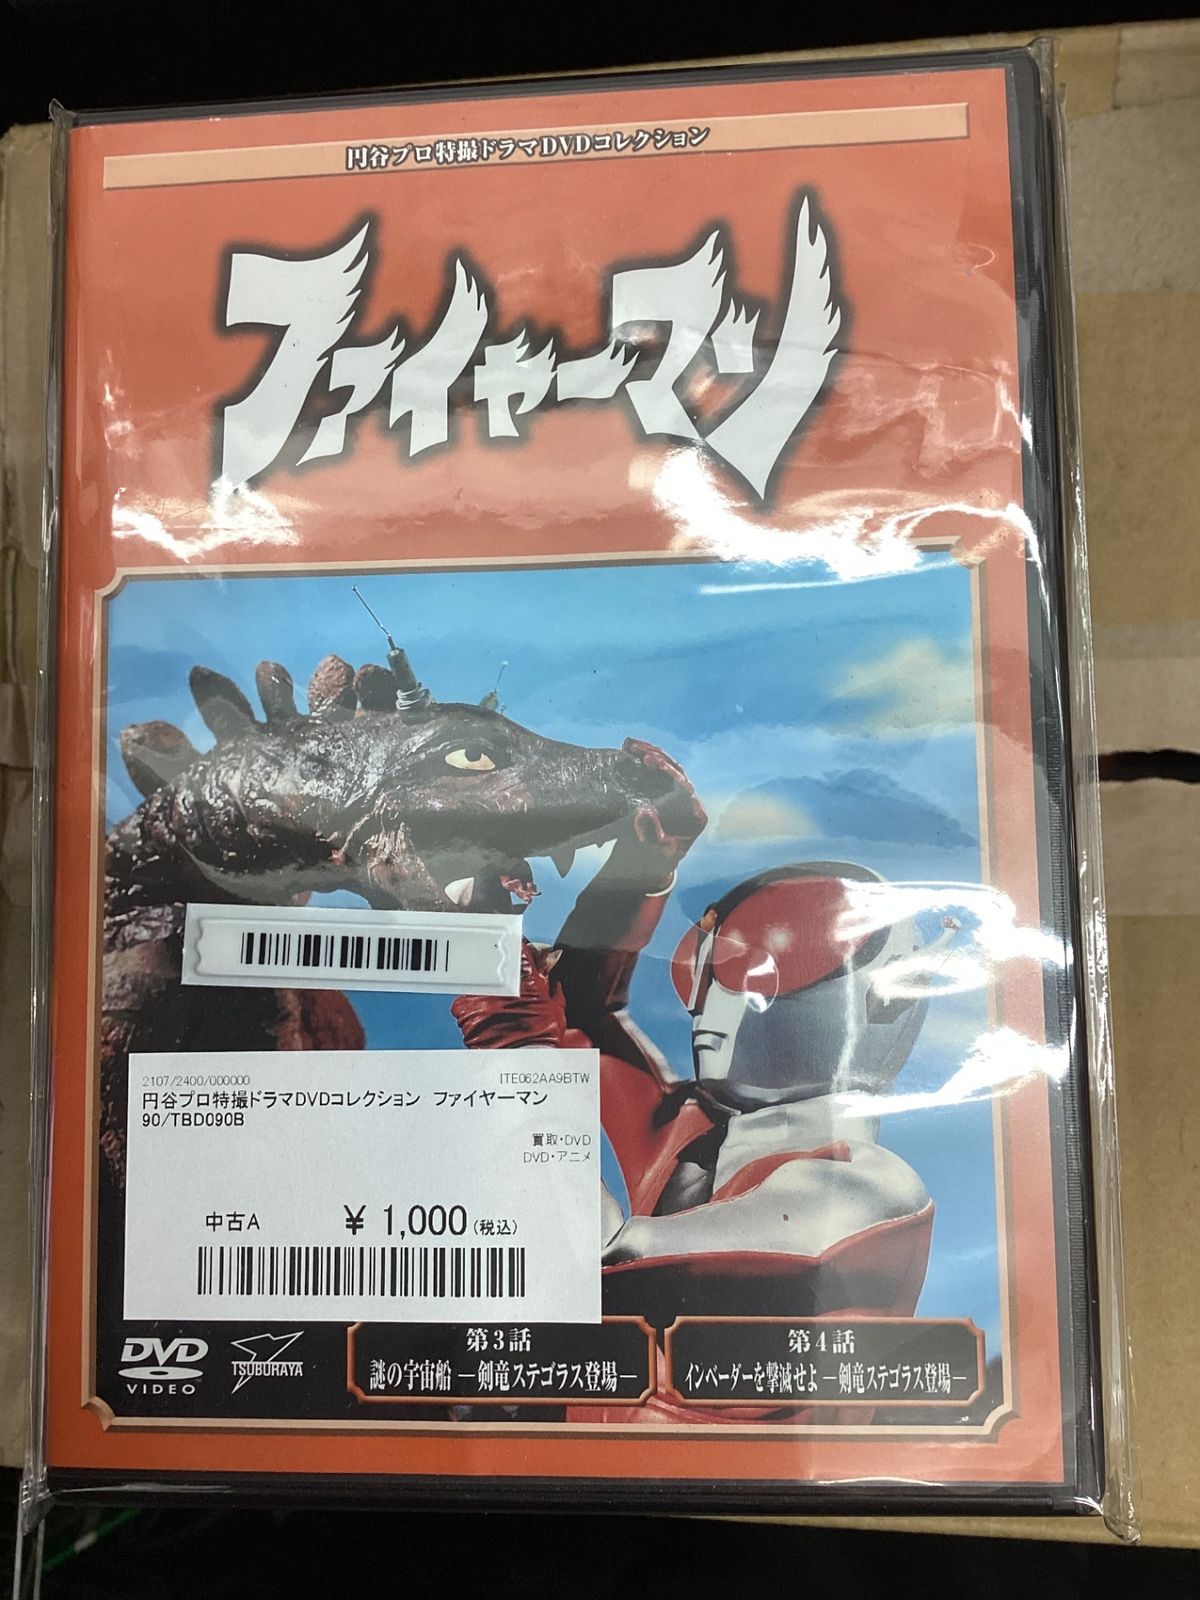 円谷プロ特撮ドラマDVDコレクション
ファイヤーマン
2107/2400/000000 ITE062AA9BTW
円谷プロ特撮ドラマDVDコレクション ファイヤーマン
90/TBD090B
買取・DVD
DVD・アニメ
中古A ¥ 1,000(税込)
DVD
VIDEO
TSUBURAYA
第3話
謎の宇宙船 ―剣竜ステゴラス登場―
第4話
インベーダーを撃滅せよ ―剣竜ステゴラス登場―